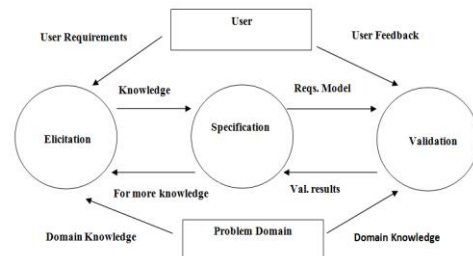 User
User Requirements
User Feedback
Knowledge
Reqs. Model
Elicitation
Specification
Validation
For more knowledge
Val. results
Domain Knowledge
Problem Domain
Domain Knowledge